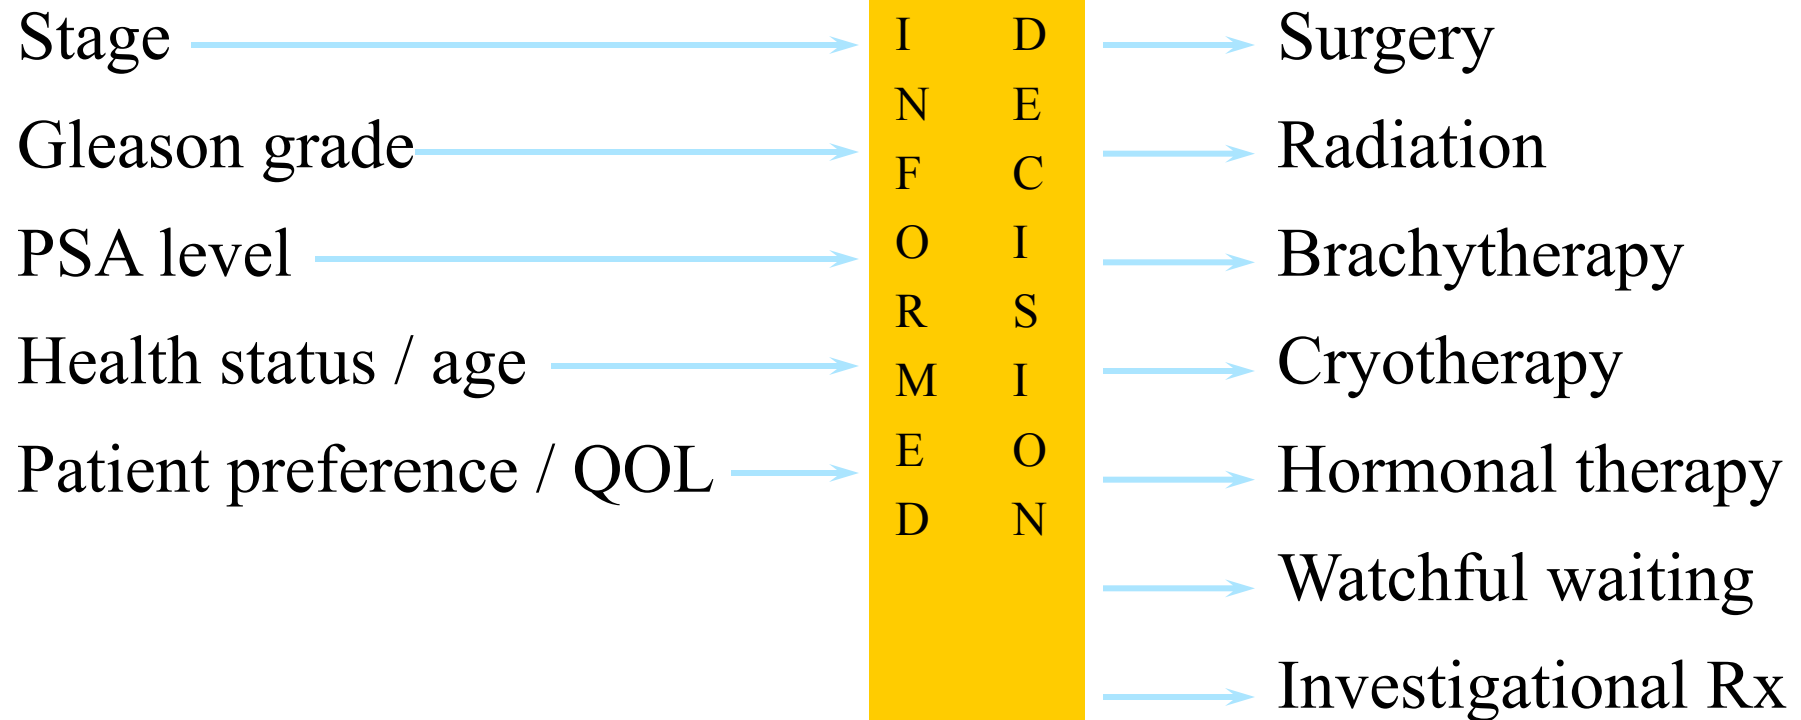 Stage
Gleason grade
PSA level
Health status / age
Patient preference / QOL
INFORMED
DECISION
Surgery
Radiation
Brachytherapy
Cryotherapy
Hormonal therapy
Watchful waiting
Investigational Rx